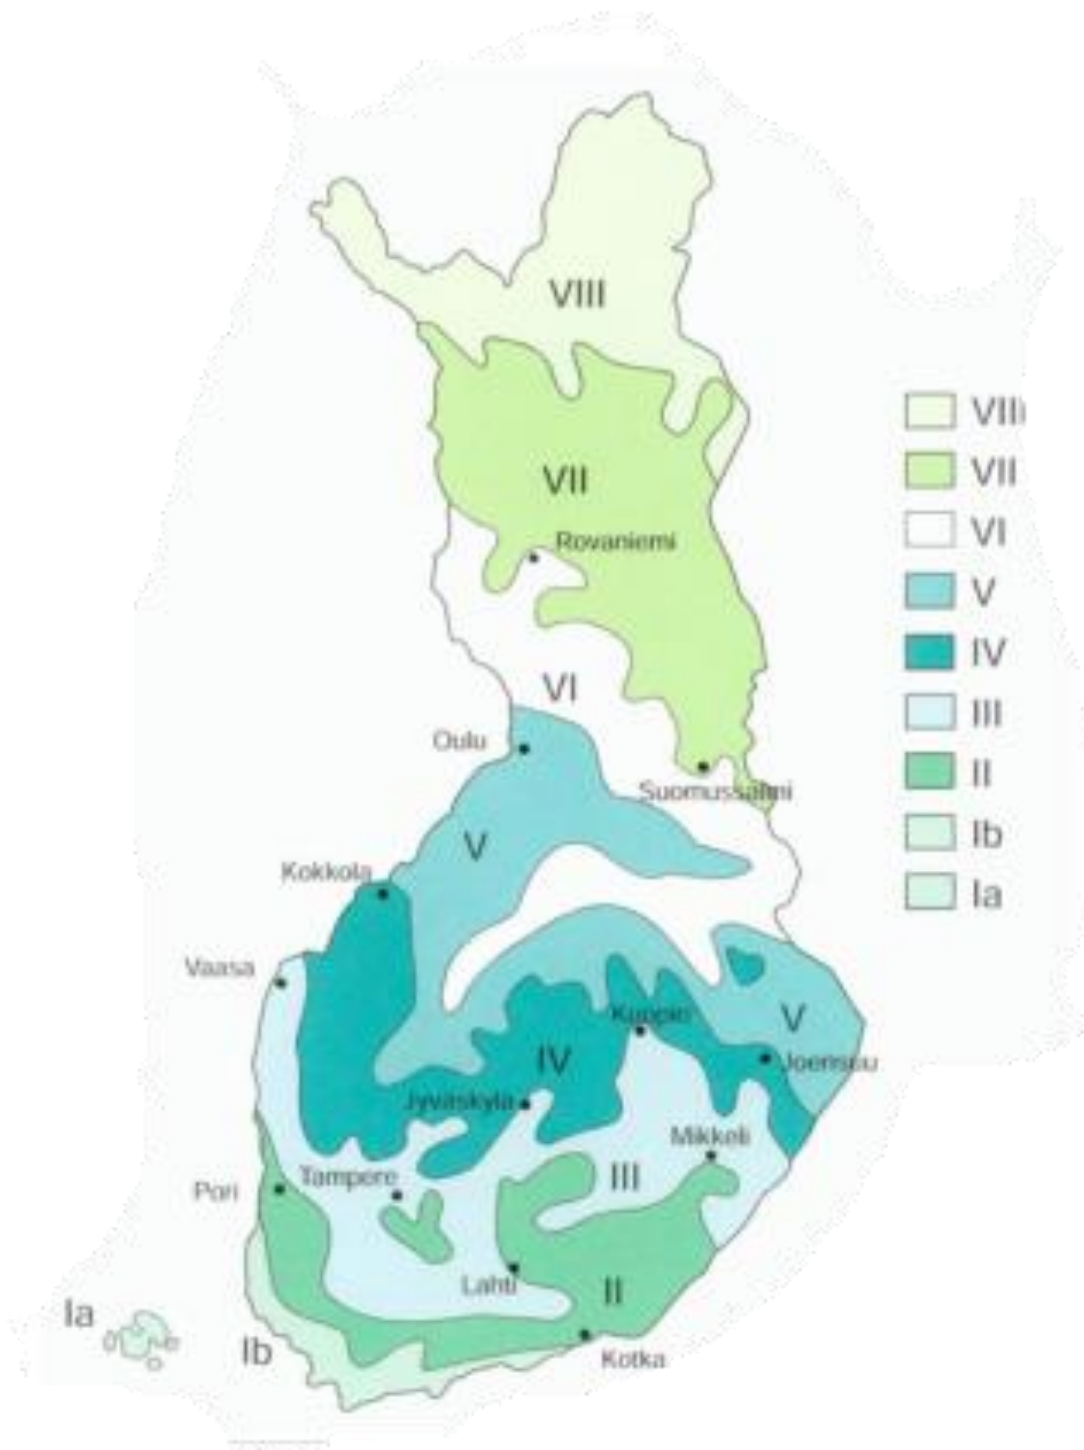 VIII
VII
Rovaniemi
VI
Oulu
Suomussalmi
V
Kokkola
Vaasa
V
Kuopio
IV
Joensuu
Jyväskylä
Mikkeli
III
Tampere
Pori
II
Lahti
Ia
Ib
Kotka
VIII
VII
VI
V
IV
III
II
Ib
Ia